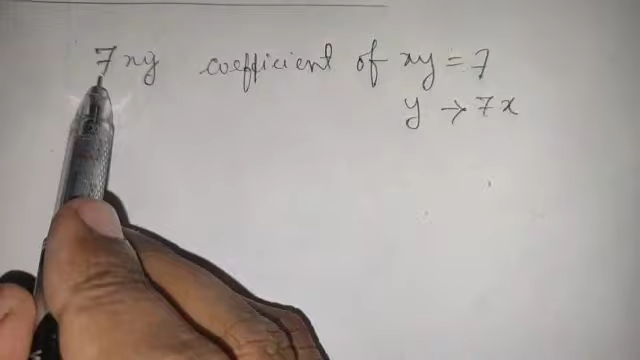 7xy coefficient of xy = 7
y → 7x